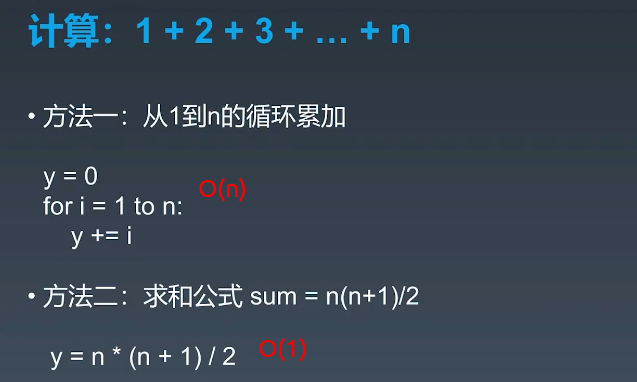 计算：1 + 2 + 3 + … + n
• 方法一：从1到n的循环累加
y = 0
for i = 1 to n:
y += i
O(n)
• 方法二：求和公式 sum = n(n+1)/2
y = n * (n + 1) / 2 O(1)